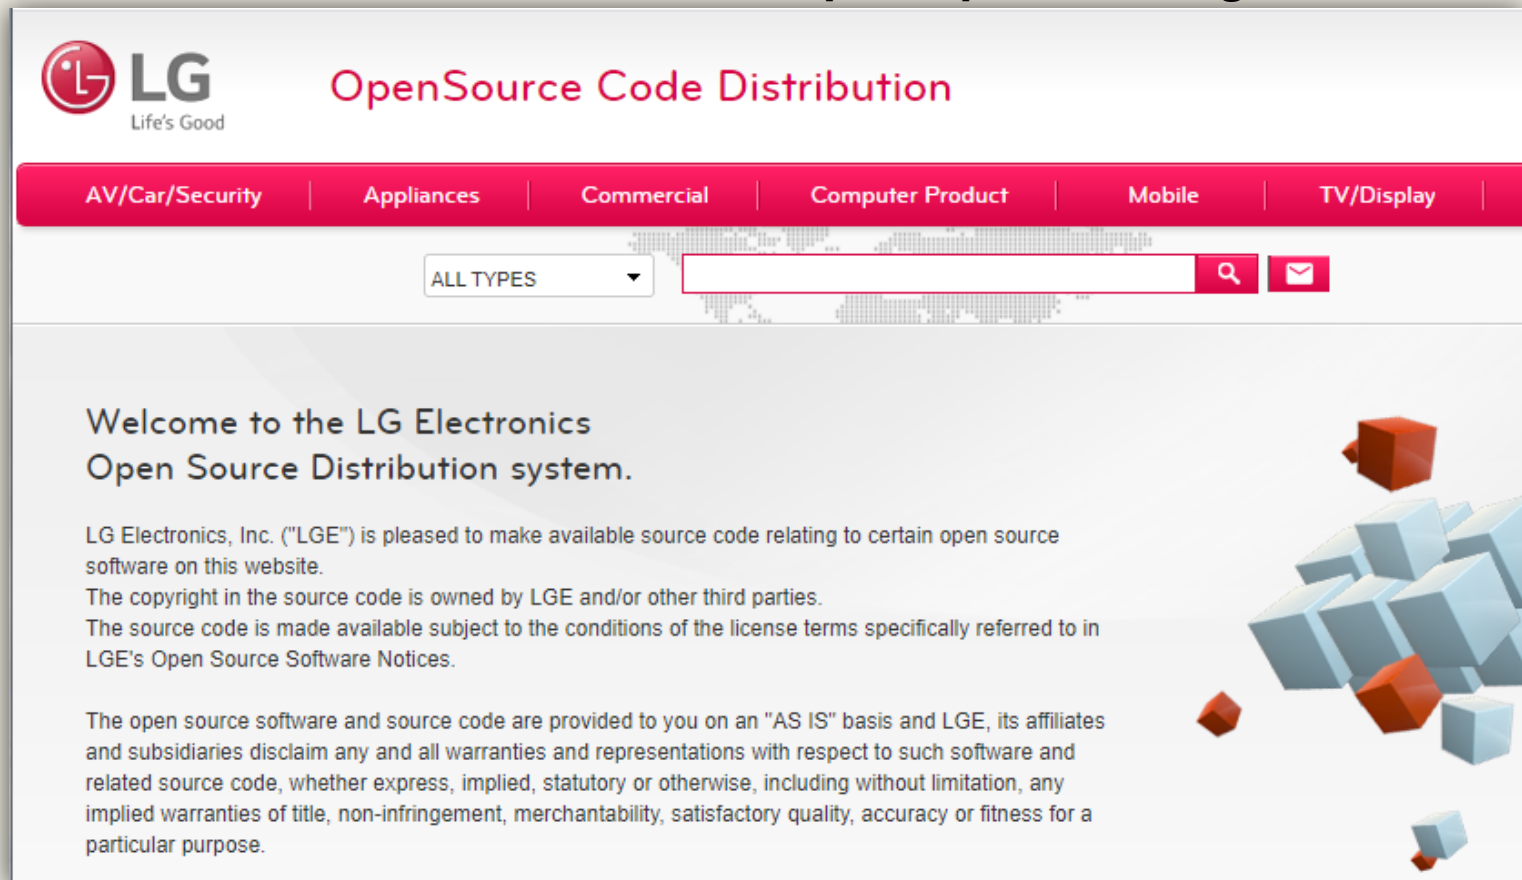 LG
Life's Good
OpenSource Code Distribution
AV/Car/Security
Appliances
Commercial
Computer Product
Mobile
TV/Display
ALL TYPES
Welcome to the LG Electronics
Open Source Distribution system.
LG Electronics, Inc. ("LGE") is pleased to make available source code relating to certain open source
software on this website.
The copyright in the source code is owned by LGE and/or other third parties.
The source code is made available subject to the conditions of the license terms specifically referred to in
LGE's Open Source Software Notices.
The open source software and source code are provided to you on an "AS IS" basis and LGE, its affiliates
and subsidiaries disclaim any and all warranties and representations with respect to such software and
related source code, whether express, implied, statutory or otherwise, including without limitation, any
implied warranties of title, non-infringement, merchantability, satisfactory quality, accuracy or fitness for a
particular purpose.